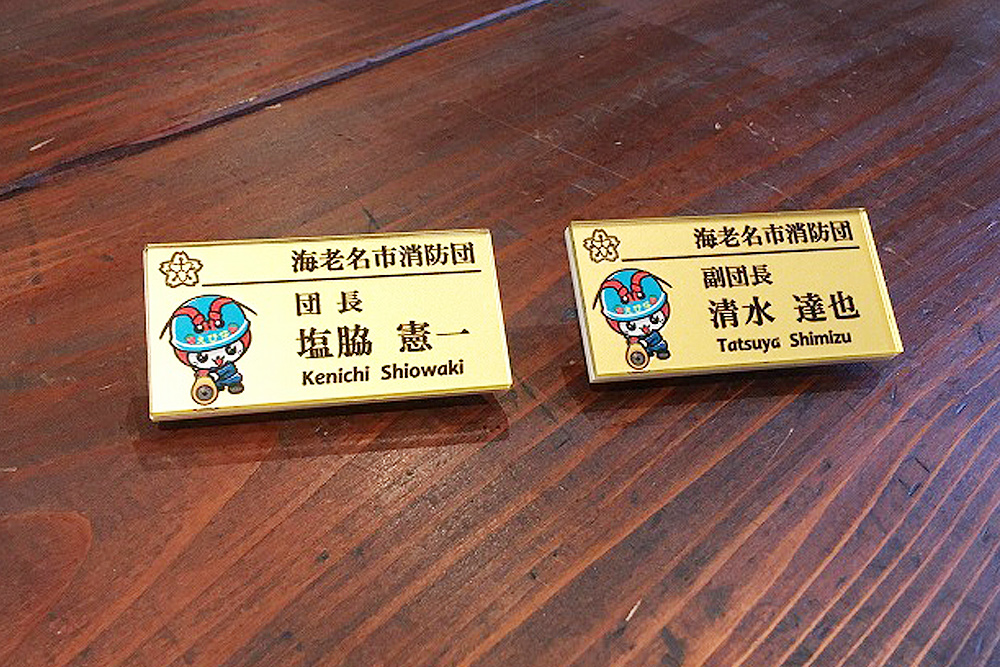 海老名市消防団
団 長
塩脇 憲一
Kenichi Shiowaki
海老名市消防団
副団長
清水 達也
Tatsuya Shimizu